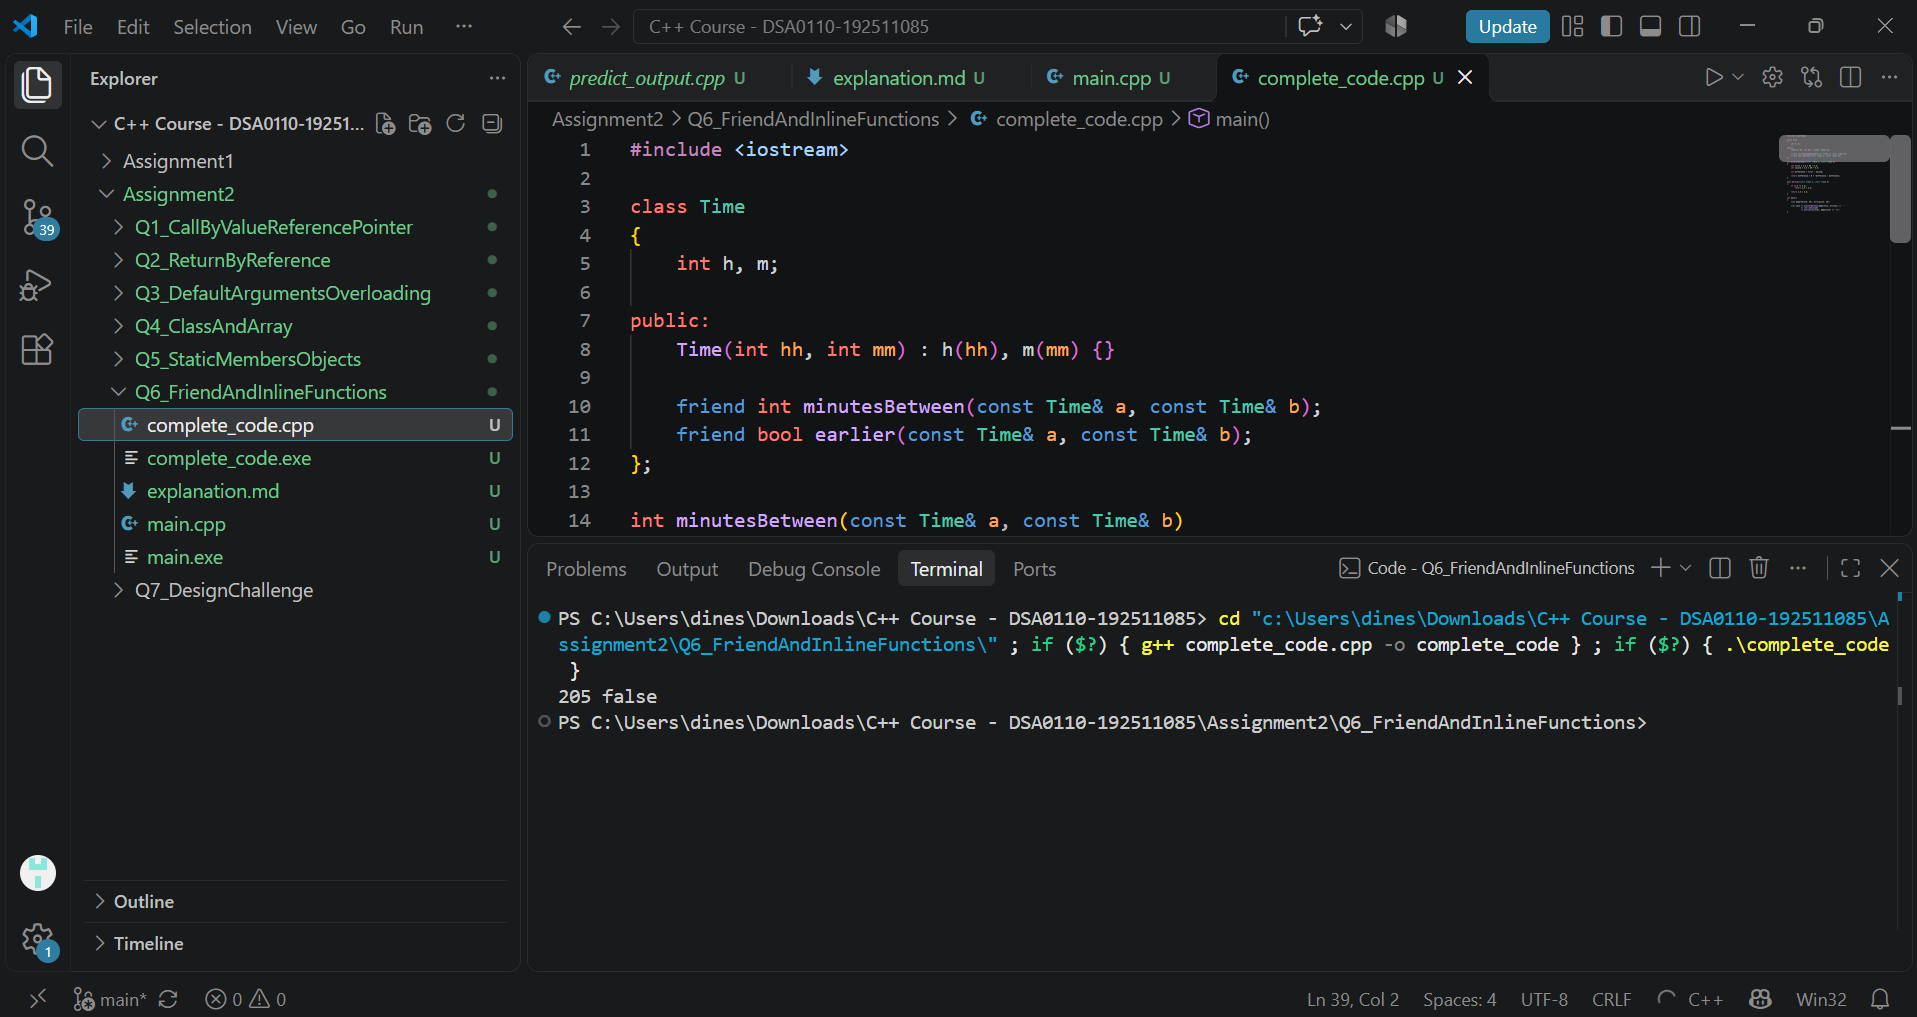 File Edit Selection View Go Run ···
C++ Course - DSA0110-192511085
Update
Explorer
C++ Course - DSA0110-19251...
Assignment1
Assignment2
Q1_CallByValueReferencePointer
Q2_ReturnByReference
Q3_DefaultArgumentsOverloading
Q4_ClassAndArray
Q5_StaticMembersObjects
Q6_FriendAndInlineFunctions
complete_code.cpp U
complete_code.exe U
explanation.md U
main.cpp U
main.exe U
Q7_DesignChallenge
Outline
Timeline
39
1
predict_output.cpp U explanation.md U main.cpp U complete_code.cpp U
Assignment2 > Q6_FriendAndInlineFunctions > complete_code.cpp > main()
1 #include <iostream>
2
3 class Time
4 {
5 int h, m;
6
7 public:
8 Time(int hh, int mm) : h(hh), m(mm) {}
9
10 friend int minutesBetween(const Time& a, const Time& b);
11 friend bool earlier(const Time& a, const Time& b);
12 };
13
14 int minutesBetween(const Time& a, const Time& b)
Problems Output Debug Console Terminal Ports
Code - Q6_FriendAndInlineFunctions
PS C:\Users\dines\Downloads\C++ Course - DSA0110-192511085> cd "c:\Users\dines\Downloads\C++ Course - DSA0110-192511085\A
ssignment2\Q6_FriendAndInlineFunctions\" ; if ($?) { g++ complete_code.cpp -o complete_code } ; if ($?) { .\complete_code
}
205 false
PS C:\Users\dines\Downloads\C++ Course - DSA0110-192511085\Assignment2\Q6_FriendAndInlineFunctions>
main* 0 0
Ln 39, Col 2 Spaces: 4 UTF-8 CRLF C++ Win32